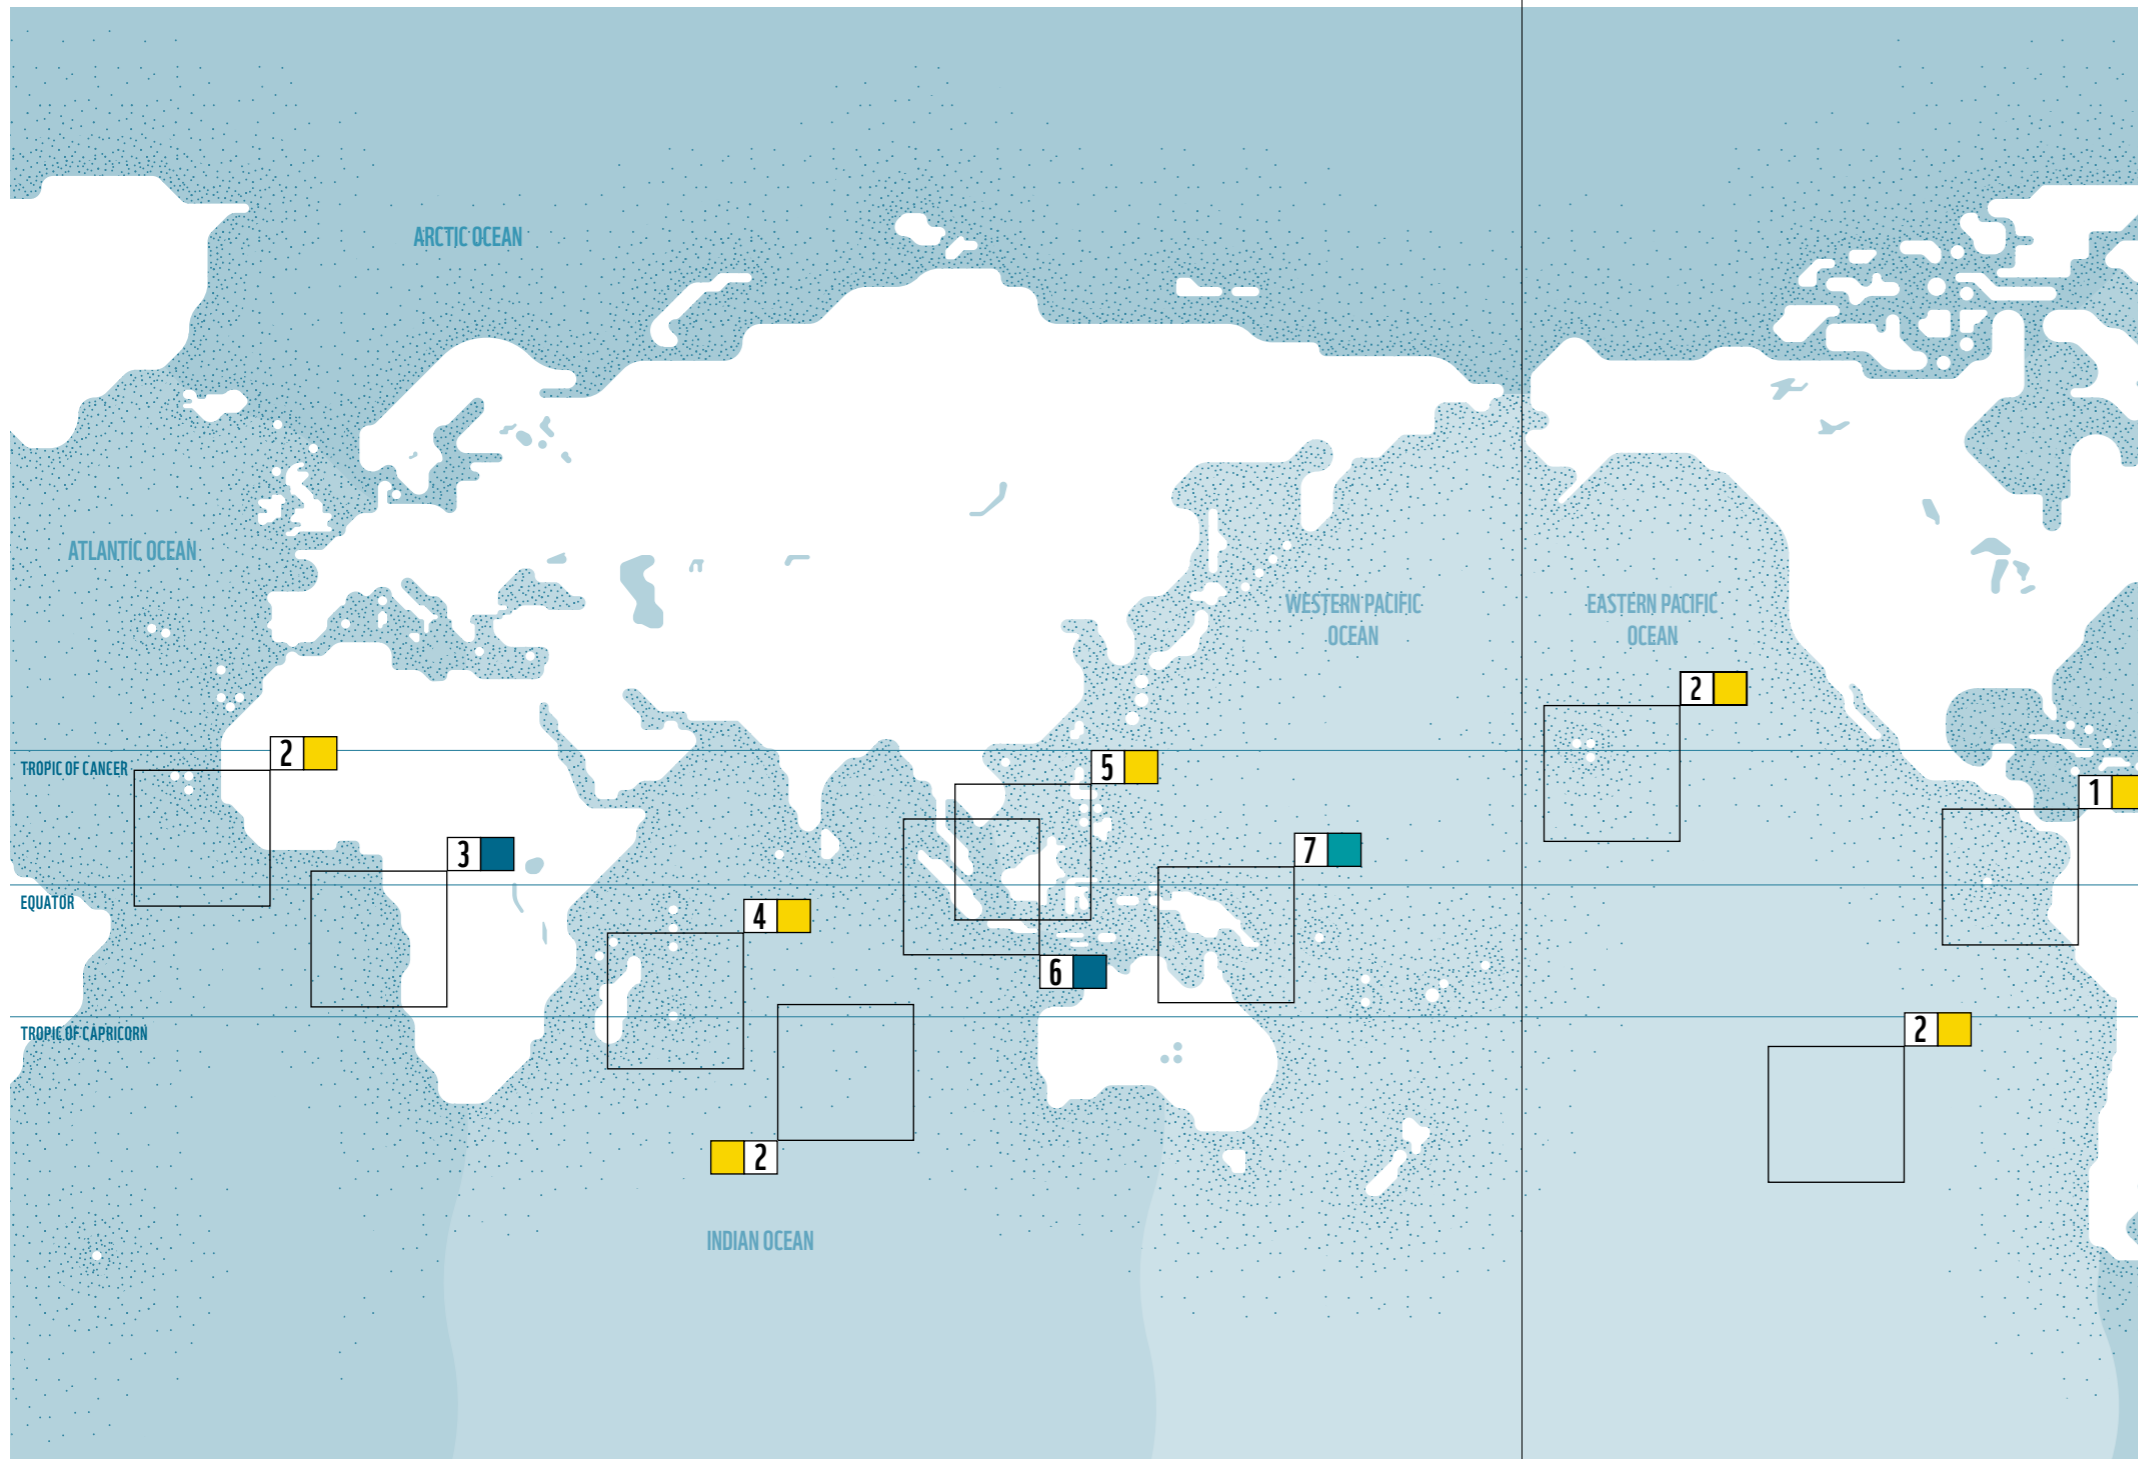 ARCTIC OCEAN
ATLANTIC OCEAN
WESTERN PACIFIC
OCEAN
EASTERN PACIFIC
OCEAN
2
2
5
TROPIC OF CANCER
1
3
7
EQUATOR
4
6
2
TROPIC OF CAPRICORN
2
INDIAN OCEAN